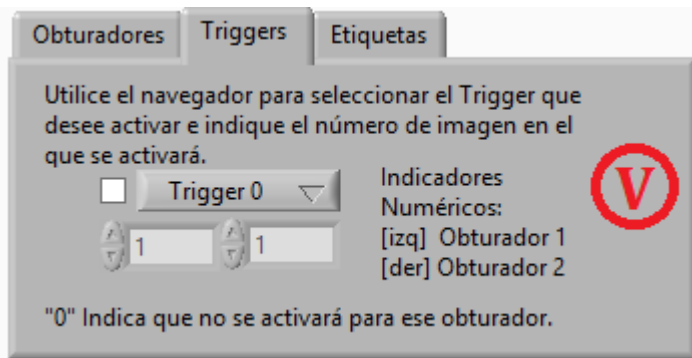 Obturadores Triggers Etiquetas
Utilice el navegador para seleccionar el Trigger que
desee activar e indique el número de imagen en el
que se activará.
Trigger 0
1 1
Indicadores
Numéricos:
[izq] Obturador 1
[der] Obturador 2
V
"0" Indica que no se activará para ese obturador.